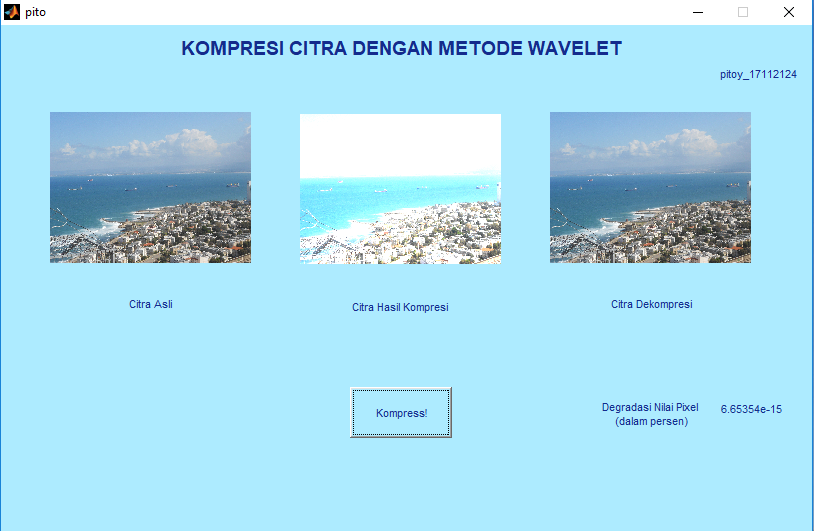 pito
KOMPRESI CITRA DENGAN METODE WAVELET
pitoy_17112124
Citra Asli
Citra Hasil Kompresi
Citra Dekompresi
Kompress!
Degradasi Nilai Pixel
(dalam persen)
6.65354e-15